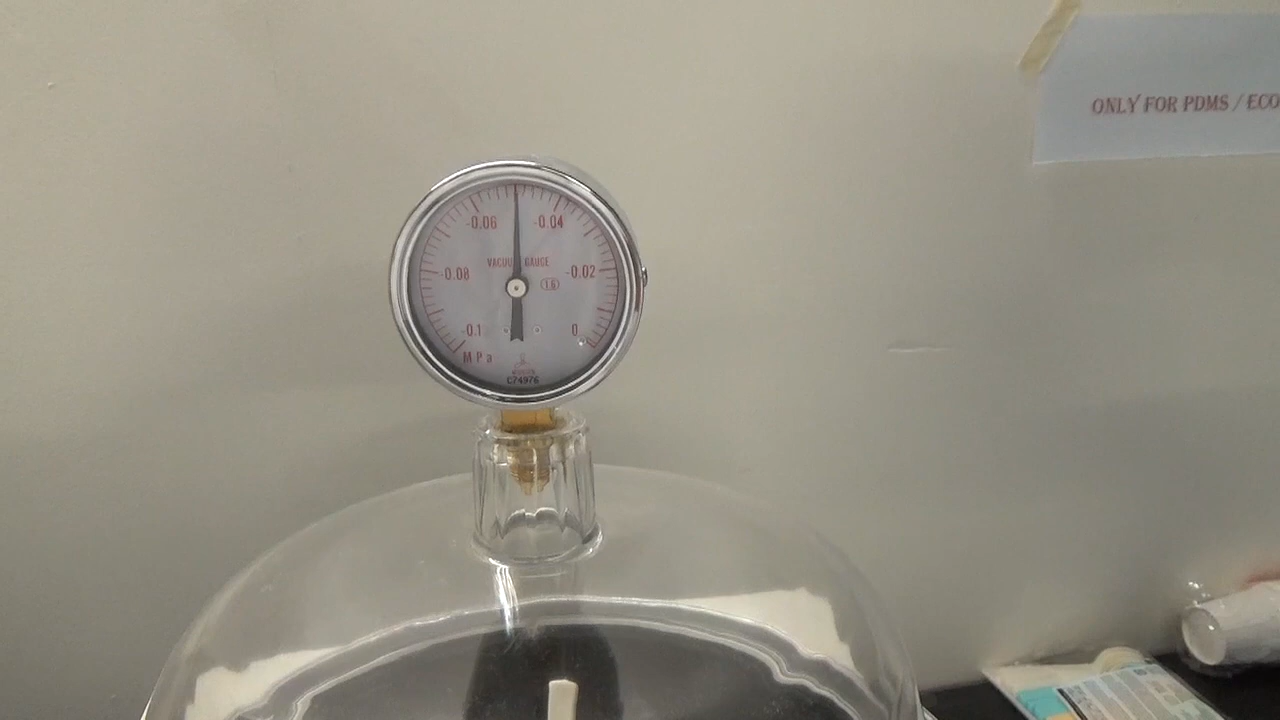 ONLY FOR PDMS / ECO
-0.06
-0.04
VACUUM GAUGE
-0.08
-0.02
1.6
-0.1
0
MPa
C74976